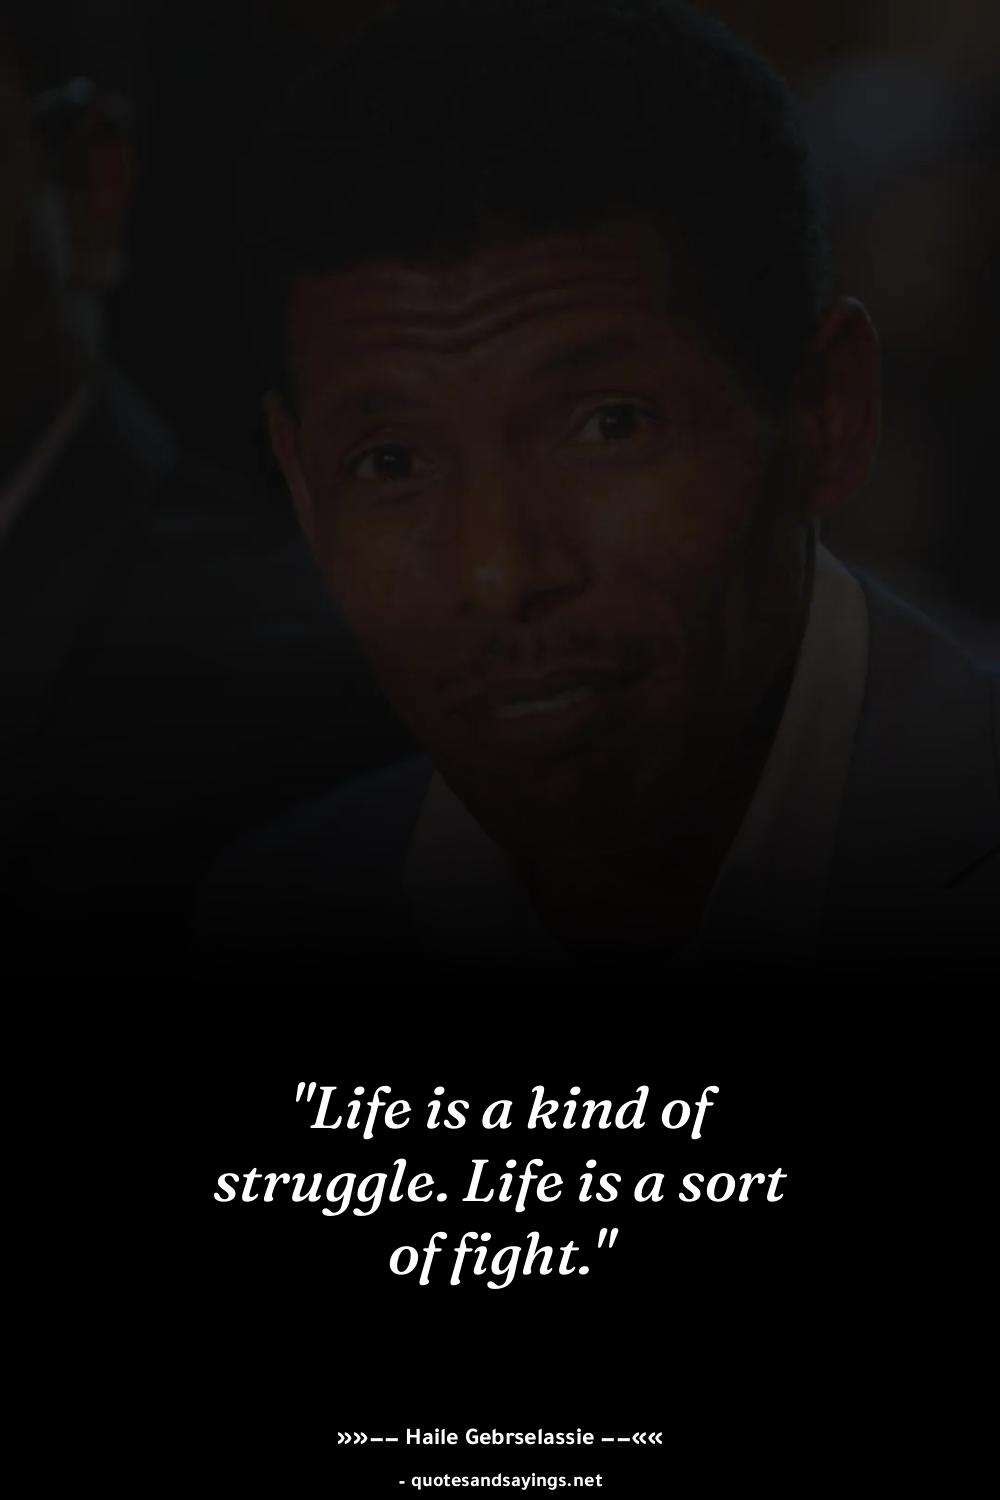 "Life is a kind of
struggle. Life is a sort
of fight."
»»–– Haile Gebrselassie ––««
- quotesandsayings.net